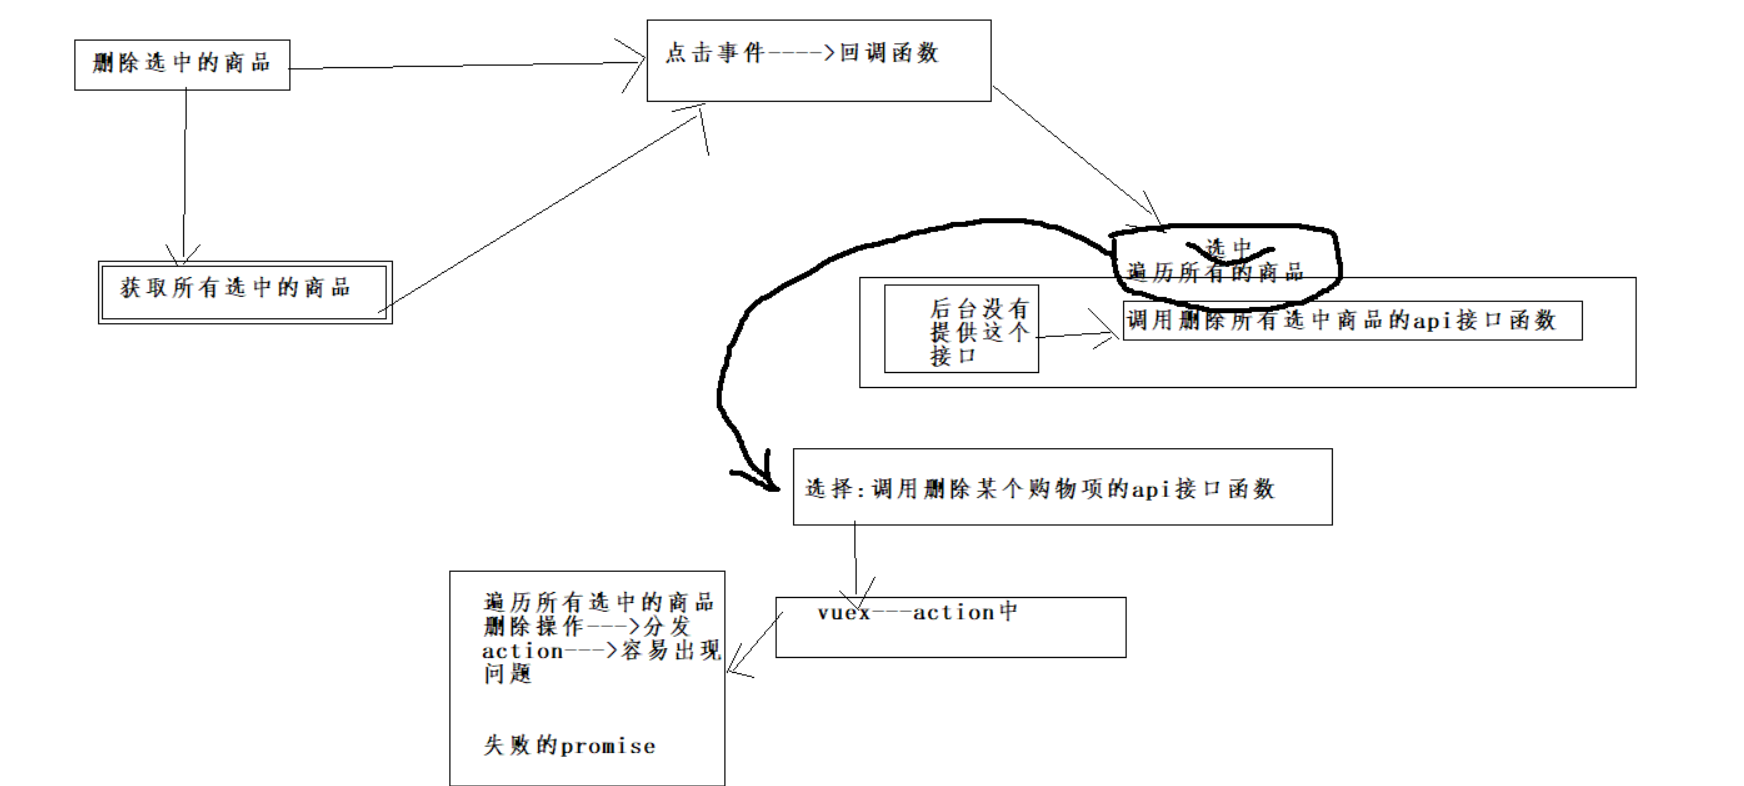 删除选中的商品
点击事件---->回调函数
获取所有选中的商品
选中
遍历所有的商品
后台没有
提供这个
接口
调用删除所有选中商品的api接口函数
选择:调用删除某个购物项的api接口函数
vuex---action中
遍历所有选中的商品
删除操作--->分发
action--->容易出现
问题
失败的promise